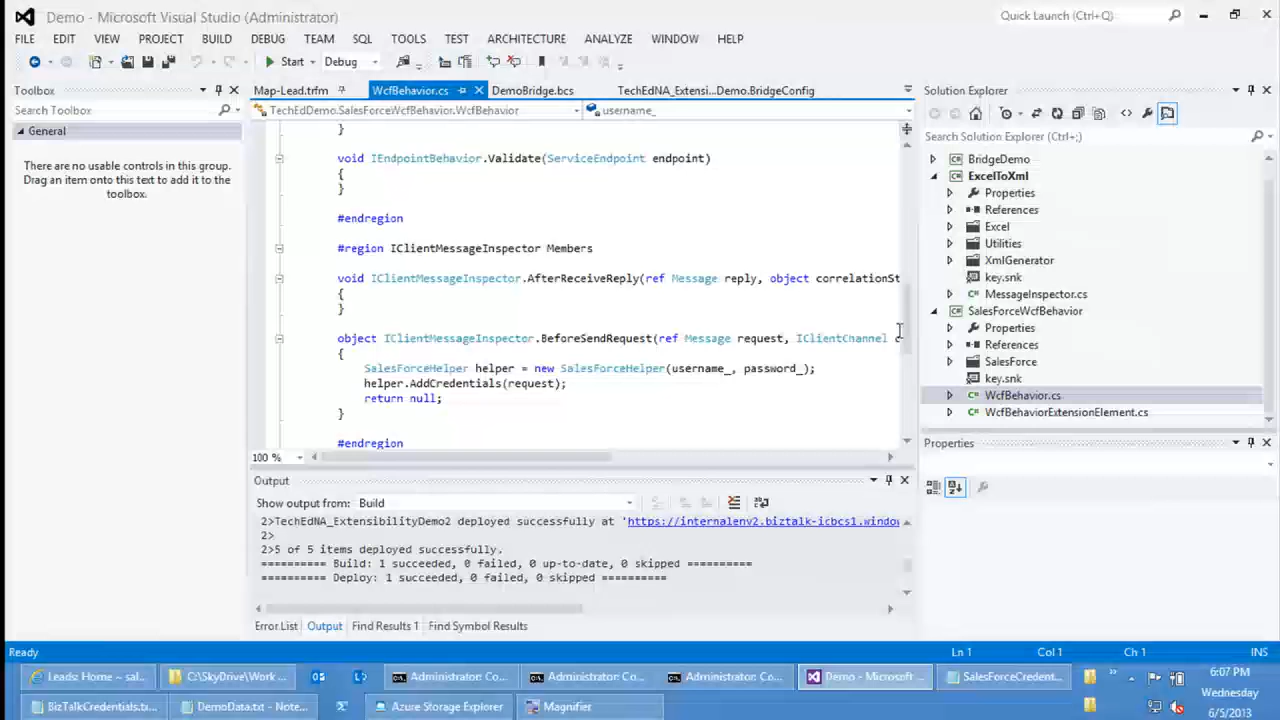 Demo - Microsoft Visual Studio (Administrator)
Quick Launch (Ctrl+Q)
FILE EDIT VIEW PROJECT BUILD DEBUG TEAM SQL TOOLS TEST ARCHITECTURE ANALYZE WINDOW HELP
Start Debug
Toolbox
Search Toolbox
General
There are no usable controls in this group.
Drag an item onto this text to add it to the
toolbox.
Map-Lead.trfm WcfBehavior.cs DemoBridge.bcs TechEdNA_Extensi...Demo.BridgeConfig
TechEdDemo.SalesForceWcfBehavior.WcfBehavior username_
}
void IEndpointBehavior.Validate(ServiceEndpoint endpoint)
{
}
#endregion
#region IClientMessageInspector Members
void IClientMessageInspector.AfterReceiveReply(ref Message reply, object correlationSt
{
}
object IClientMessageInspector.BeforeSendRequest(ref Message request, IClientChannel c
{
SalesForceHelper helper = new SalesForceHelper(username_, password_);
helper.AddCredentials(request);
return null;
}
#endregion
100 %
Output
Show output from: Build
2>TechEdNA_ExtensibilityDemo2 deployed successfully at 'https://internalenv2.biztalk-icbcs1.window
2>
2>5 of 5 items deployed successfully.
========== Build: 1 succeeded, 0 failed, 0 up-to-date, 0 skipped ==========
========== Deploy: 1 succeeded, 0 failed, 0 skipped ==========
Error List Output Find Results 1 Find Symbol Results
Solution Explorer
Search Solution Explorer (Ctrl+;)
BridgeDemo
ExcelToXml
Properties
References
Excel
Utilities
XmlGenerator
key.snk
MessageInspector.cs
SalesForceWcfBehavior
Properties
References
SalesForce
key.snk
WcfBehavior.cs
WcfBehaviorExtensionElement.cs
Properties
Ready Ln 1 Col 1 Ch 1 INS
Leads: Home ~ sal... C:\SkyDrive\Work ... Administrator: Co... Administrator: Co... Administrator: Co... Demo - Microsoft ... SalesForceCredent... 6:07 PM
Wednesday
BizTalkCredentials.tx... DemoData.txt - Note... Azure Storage Explorer Magnifier 6/5/2013